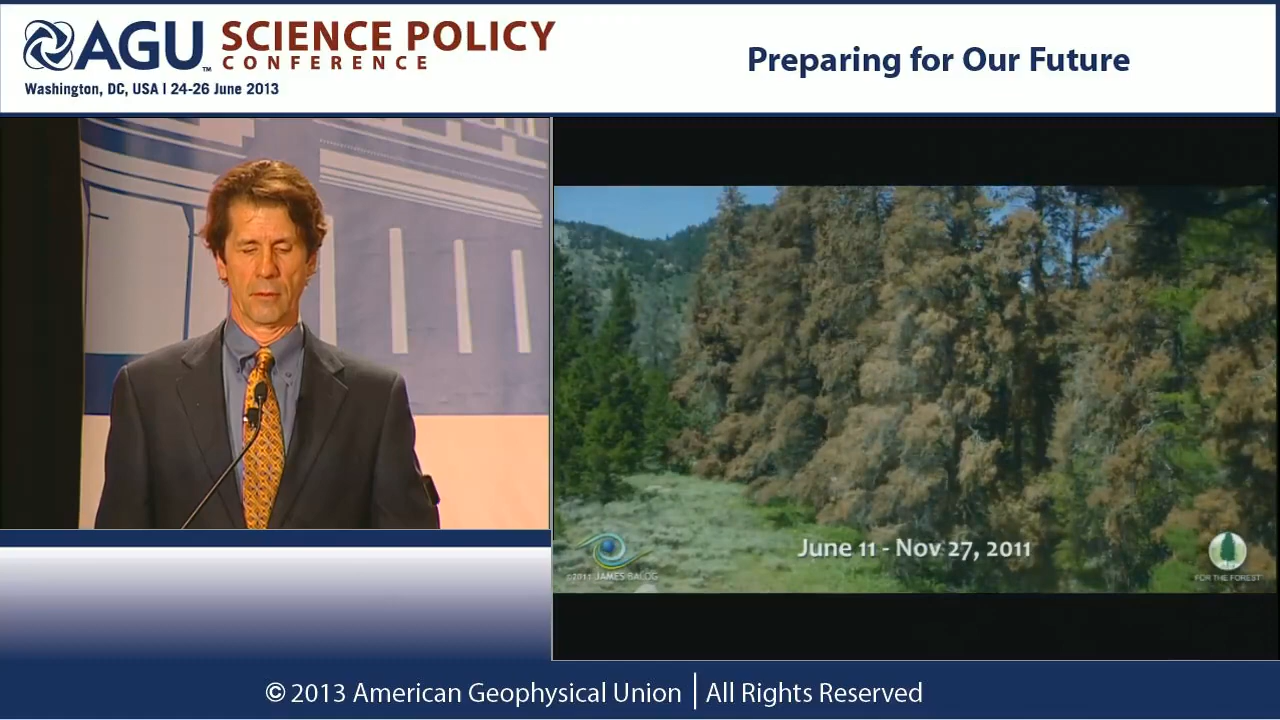 AGU™ SCIENCE POLICY
CONFERENCE
Washington, DC, USA | 24-26 June 2013
Preparing for Our Future
June 11 - Nov 27, 2011
©2011 JAMES BALOG
FOR THE FOREST
© 2013 American Geophysical Union | All Rights Reserved